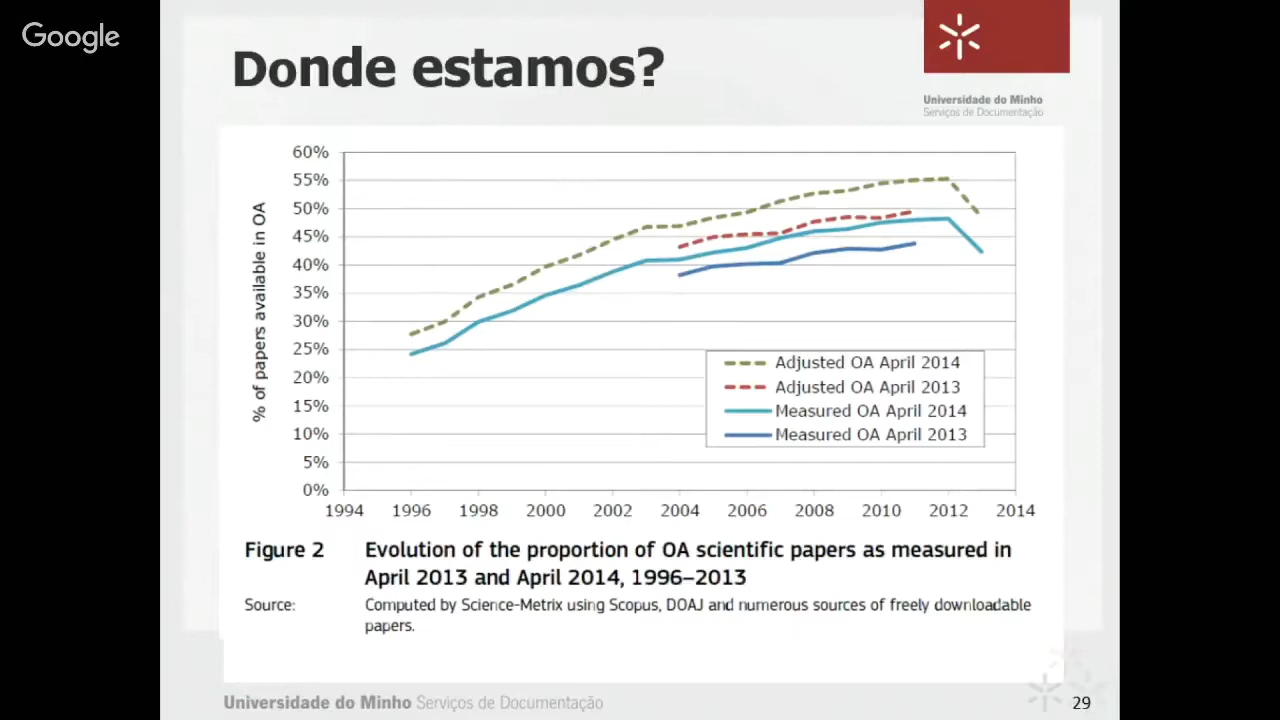 Google
Donde estamos?
Universidade do Minho
Serviços de Documentação
60%
55%
50%
45%
40%
35%
30%
25%
20%
15%
10%
5%
0%
% of papers available in OA
Adjusted OA April 2014
Adjusted OA April 2013
Measured OA April 2014
Measured OA April 2013
1994 1996 1998 2000 2002 2004 2006 2008 2010 2012 2014
Figure 2 Evolution of the proportion of OA scientific papers as measured in
April 2013 and April 2014, 1996–2013
Source: Computed by Science-Metrix using Scopus, DOAJ and numerous sources of freely downloadable
papers.
Universidade do Minho Serviços de Documentação
29